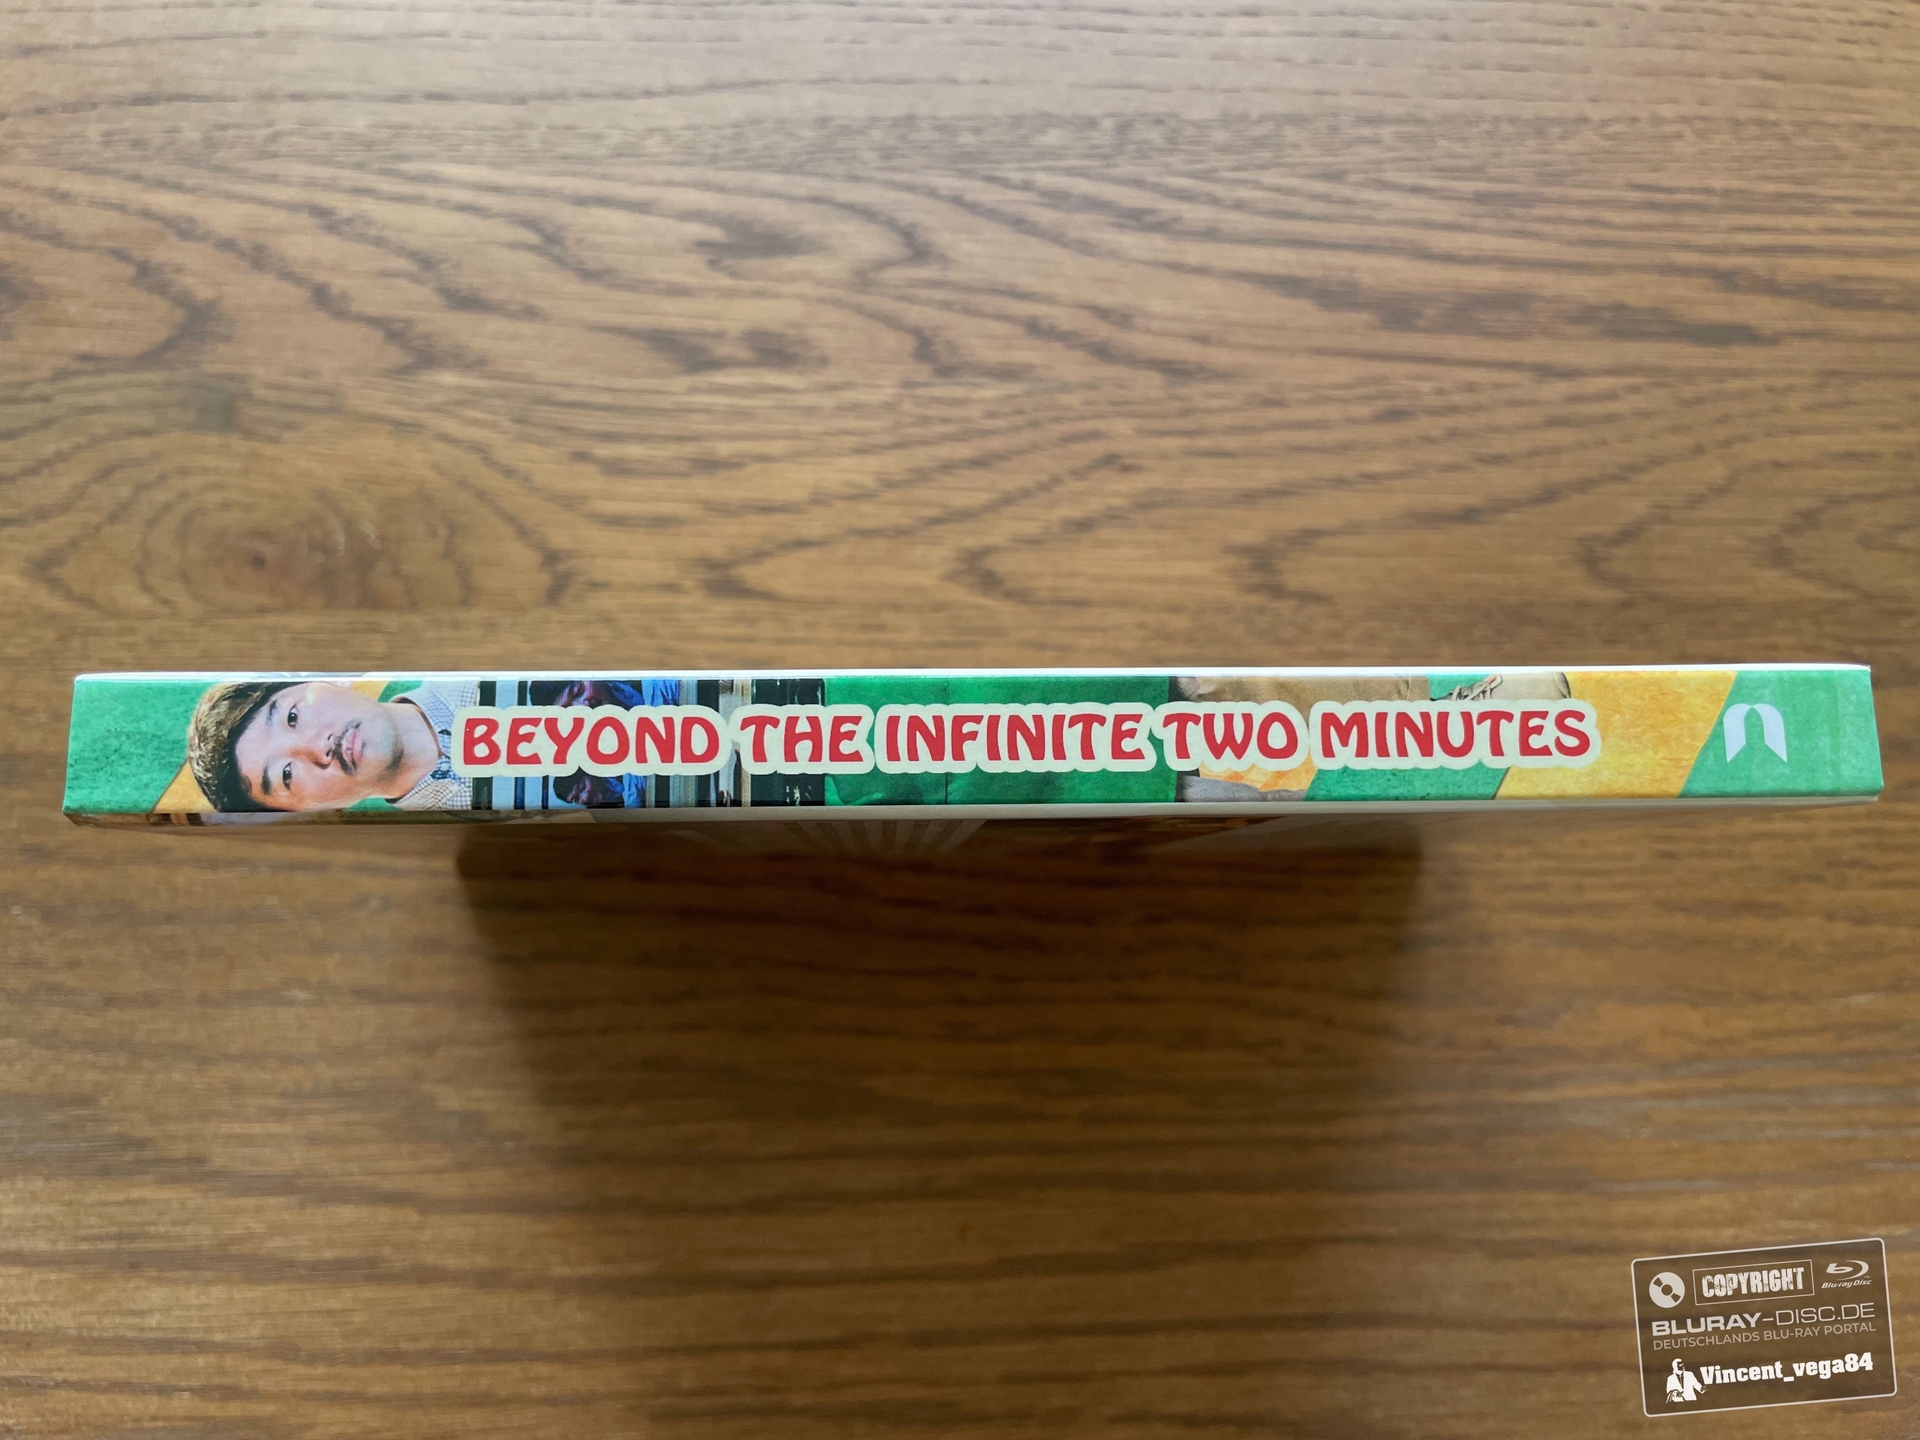 BEYOND THE INFINITE TWO MINUTES
COPYRIGHT
Blu-ray Disc
BLURAY-DISC.DE
DEUTSCHLANDS BLU-RAY PORTAL
Vincent_vega84